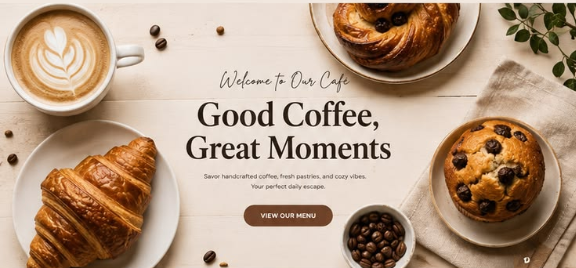 Welcome to Our Café
Good Coffee,
Great Moments
Savor handcrafted coffee, fresh pastries, and cozy vibes.
Your perfect daily escape.
VIEW OUR MENU